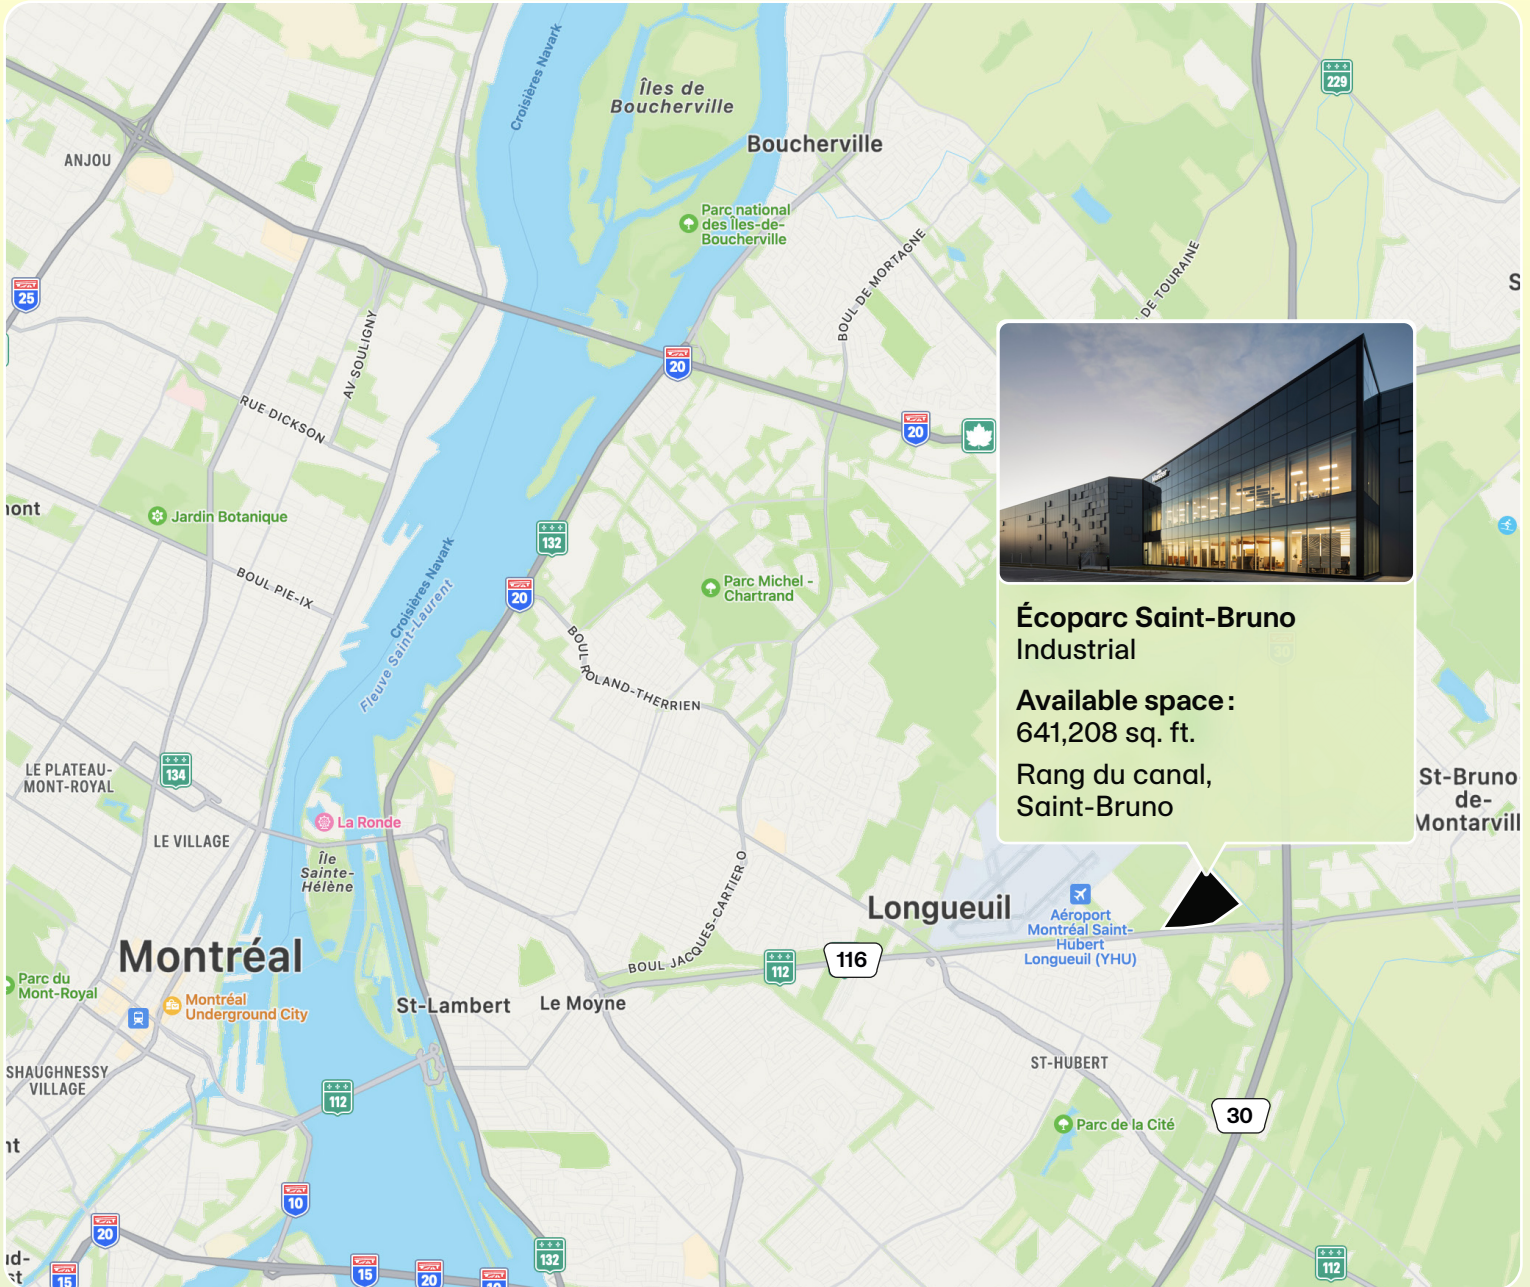 Croisières Navark
Îles de
Boucherville
229
Boucherville
ANJOU
Parc national
des Îles-de-
Boucherville
BOUL DE MORTAGNE
DE TOURAINE
25
AV SOULIGNY
20
RUE DICKSON
20
Jardin Botanique
132
Croisières Navark
Fleuve Saint-Laurent
BOUL PIE-IX
20
Parc Michel -
Chartrand
BOUL ROLAND-THERRIEN
Écoparc Saint-Bruno
Industrial
Available space:
641,208 sq. ft.
Rang du canal,
Saint-Bruno
LE PLATEAU-
MONT-ROYAL
134
St-Bruno
de-
Montarvill
LE VILLAGE
La Ronde
Île
Sainte-
Hélène
BOUL JACQUES-CARTIER O
Longueuil
Aéroport
Montréal Saint-
Hubert
Longueuil (YHU)
Montréal
112
116
Parc du
Mont-Royal
Montréal
Underground City
St-Lambert
Le Moyne
SHAUGHNESSY
VILLAGE
ST-HUBERT
112
30
Parc de la Cité
10
20
132
15
15
20
10
112